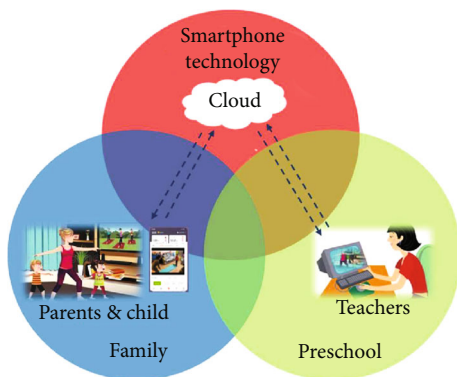 Smartphone
technology
Cloud
Parents & child
Family
Teachers
Preschool